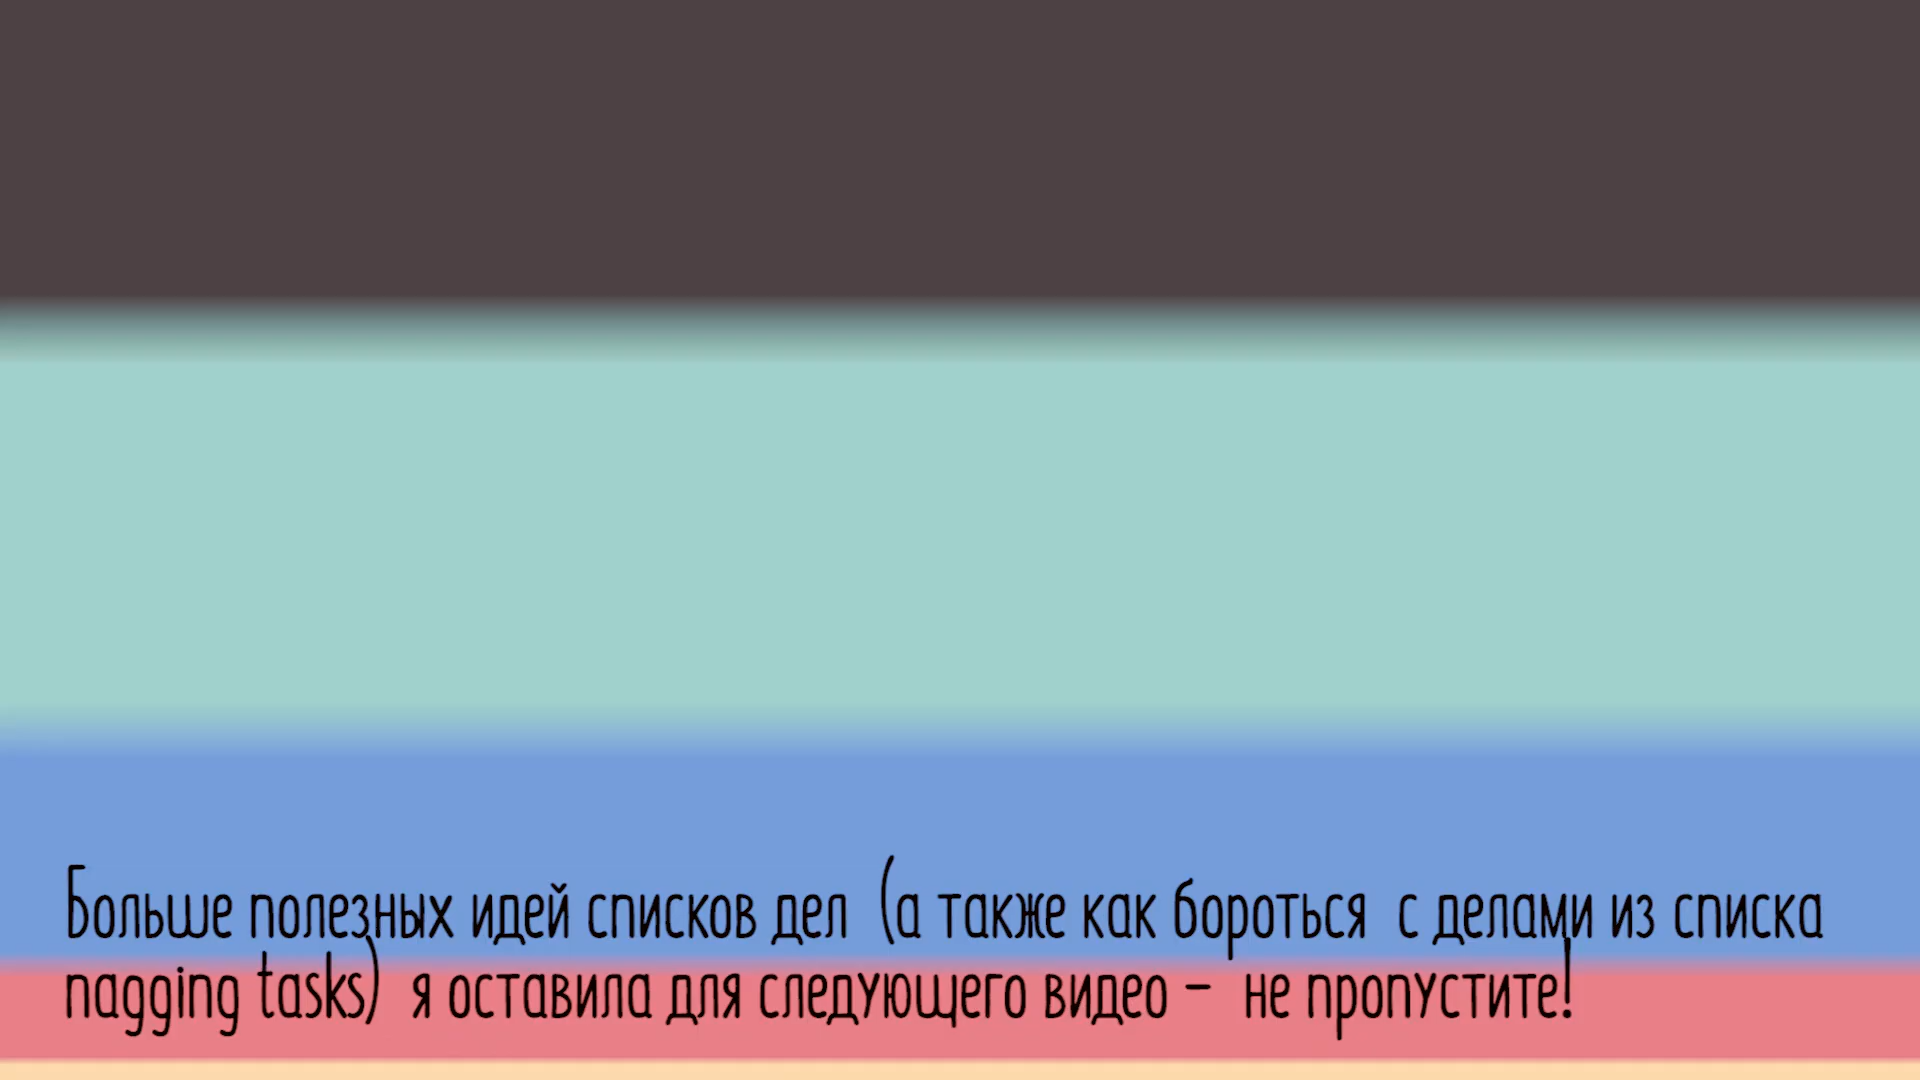 Больше полезных идей списков дел (а также как бороться с делами из списка
nagging tasks) я оставила для следующего видео - не пропустите!